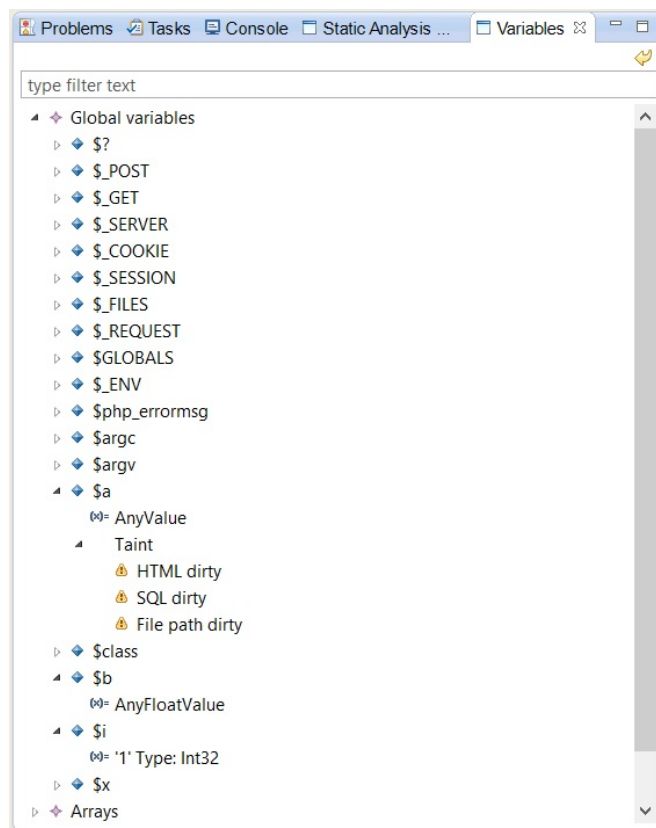 Problems Tasks Console Static Analysis ... Variables
type filter text
Global variables
$?
$_POST
$_GET
$_SERVER
$_COOKIE
$_SESSION
$_FILES
$_REQUEST
$GLOBALS
$_ENV
$php_errormsg
$argc
$argv
$a
(x)= AnyValue
Taint
HTML dirty
SQL dirty
File path dirty
$class
$b
(x)= AnyFloatValue
$i
(x)= '1' Type: Int32
$x
Arrays